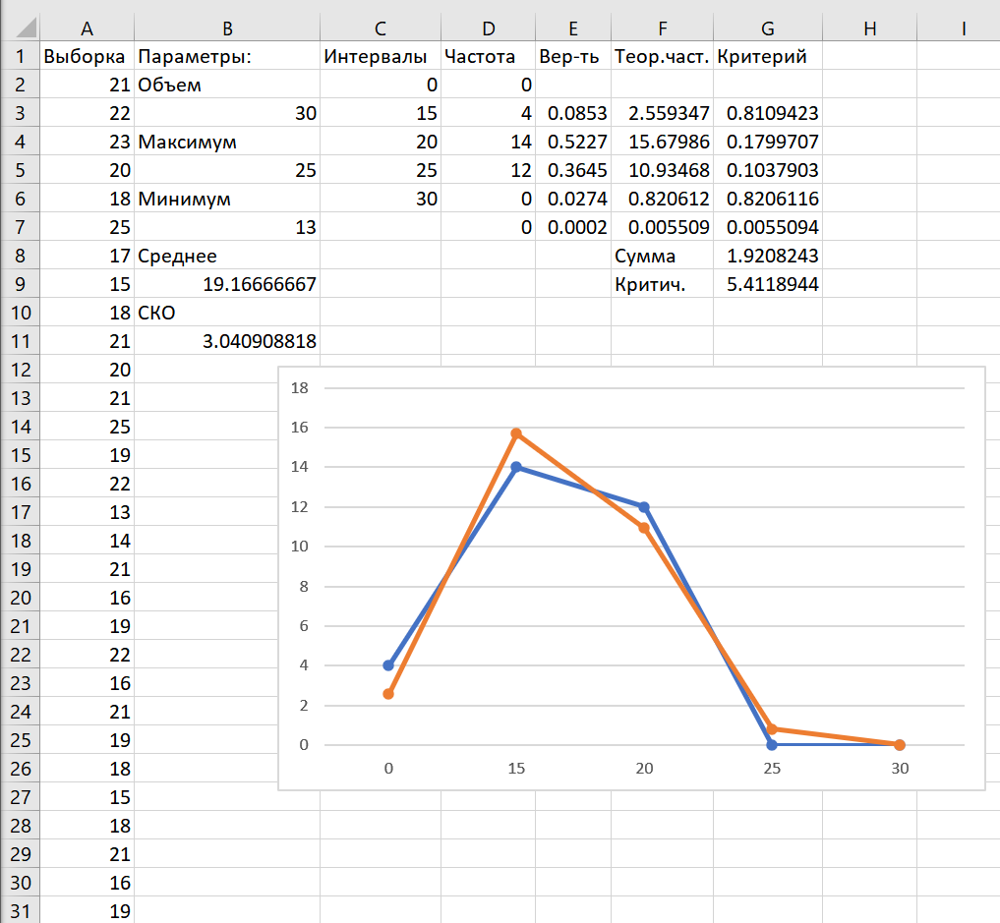 A B C D E F G H I
1 Выборка Параметры: Интервалы Частота Вер-ть Теор.част. Критерий
2 21 Объем 0 0
3 22 30 15 4 0.0853 2.559347 0.8109423
4 23 Максимум 20 14 0.5227 15.67986 0.1799707
5 20 25 25 12 0.3645 10.93468 0.1037903
6 18 Минимум 30 0 0.0274 0.820612 0.8206116
7 25 13 0 0.0002 0.005509 0.0055094
8 17 Среднее Сумма 1.9208243
9 15 19.16666667 Критич. 5.4118944
10 18 СКО
11 21 3.040908818
12 20
13 21
14 25
15 19
16 22
17 13
18 14
19 21
20 16
21 19
22 22
23 16
24 21
25 19
26 18
27 15
28 18
29 21
30 16
31 19
18
16
14
12
10
8
6
4
2
0
0 15 20 25 30